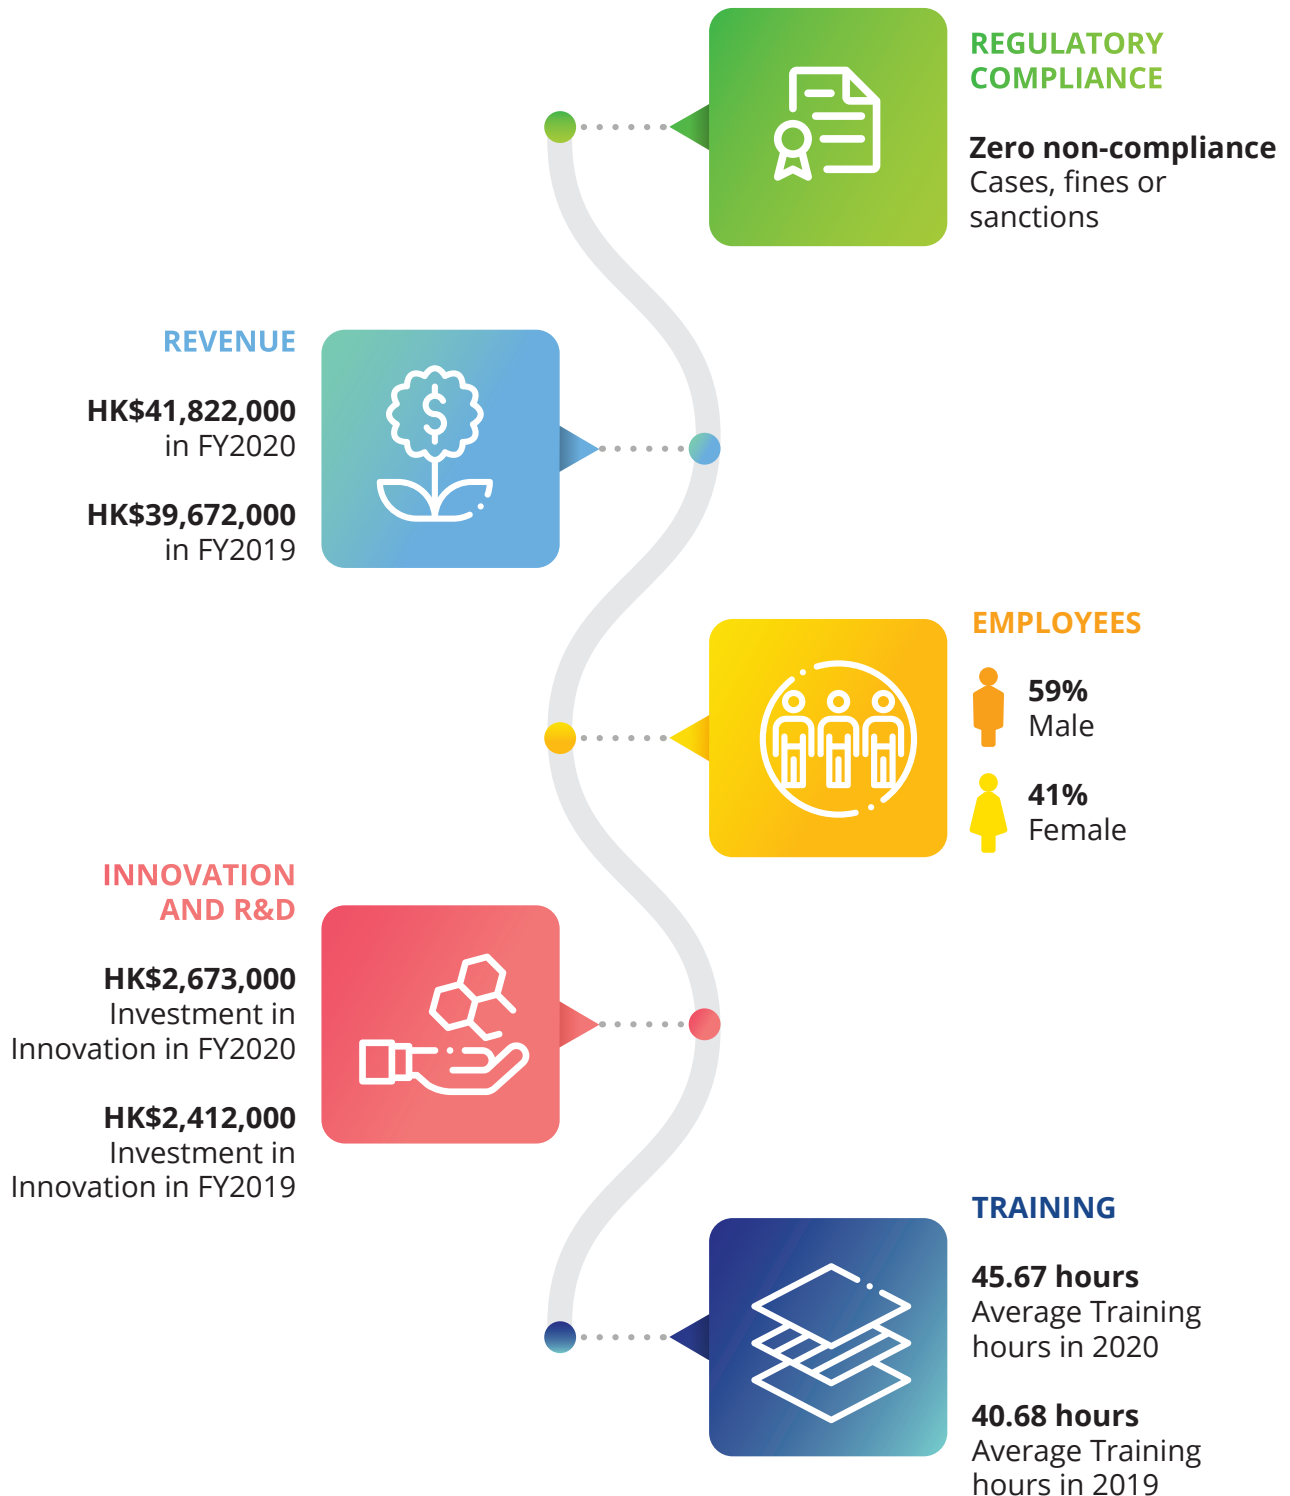 REGULATORY
COMPLIANCE
Zero non-compliance
Cases, fines or
sanctions
REVENUE
HK$41,822,000
in FY2020
HK$39,672,000
in FY2019
EMPLOYEES
59%
Male
41%
Female
INNOVATION
AND R&D
HK$2,673,000
Investment in
Innovation in FY2020
HK$2,412,000
Investment in
Innovation in FY2019
TRAINING
45.67 hours
Average Training
hours in 2020
40.68 hours
Average Training
hours in 2019